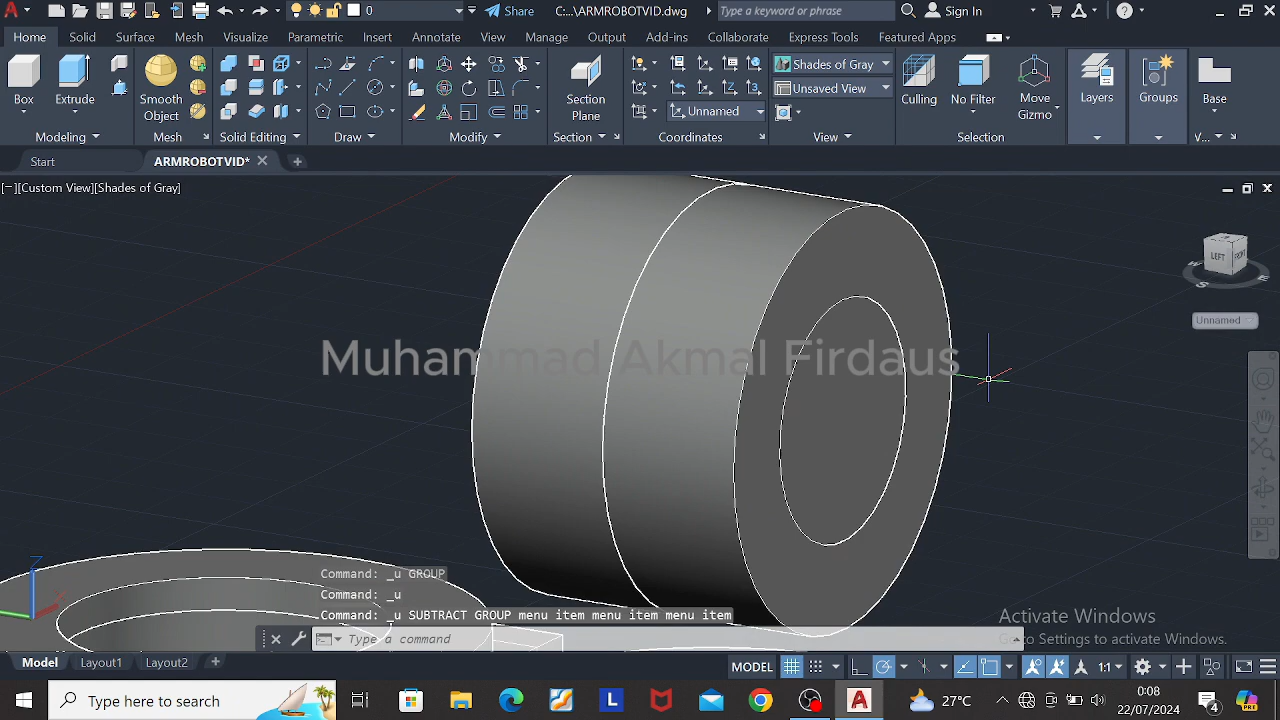 0
Share
C:\...\ARMROBOTVID.dwg
Type a keyword or phrase
Sign In
Home Solid Surface Mesh Visualize Parametric Insert Annotate View Manage Output Add-ins Collaborate Express Tools Featured Apps
Box
Extrude
Smooth
Object
Section
Plane
Shades of Gray
Unsaved View
Unnamed
Culling
No Filter
Move
Gizmo
Layers
Groups
Base
Modeling
Mesh
Solid Editing
Draw
Modify
Section
Coordinates
View
Selection
V...
Start
ARMROBOTVID*
[−][Custom View][Shades of Gray]
LEFT
FRONT
S
Unnamed
Muhammad Akmal Firdaus
Command: _u GROUP
Command: _u
Command: _u SUBTRACT GROUP menu item menu item menu item
Type a command
Activate Windows
Go to Settings to activate Windows.
Model Layout1 Layout2
MODEL
1:1
Type here to search
27°C
0:08
22/07/2024
4